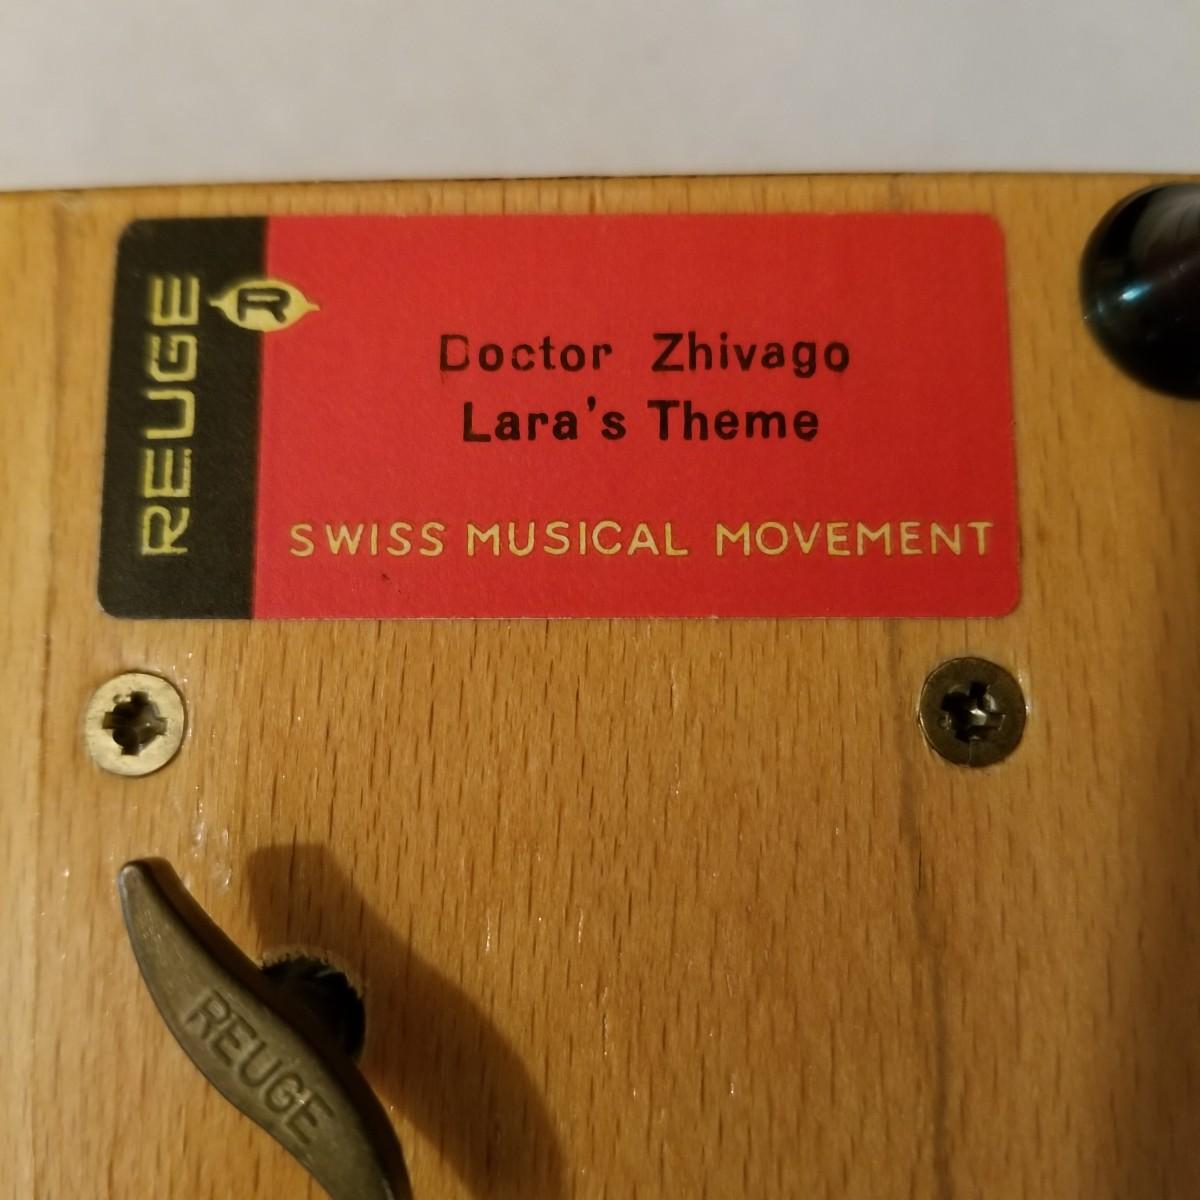 REUGE
R
Doctor Zhivago
Lara's Theme
SWISS MUSICAL MOVEMENT
REUGE